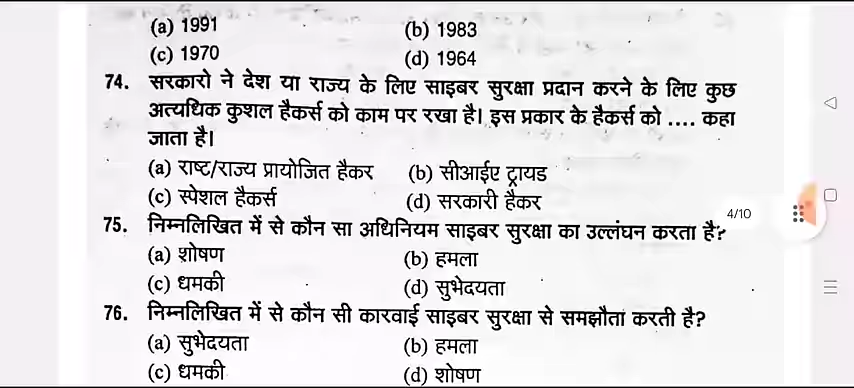 (a) 1991 (b) 1983
(c) 1970 (d) 1964
74. सरकारो ने देश या राज्य के लिए साइबर सुरक्षा प्रदान करने के लिए कुछ
अत्यधिक कुशल हैकर्स को काम पर रखा है। इस प्रकार के हैकर्स को .... कहा
जाता है।
(a) राष्ट/राज्य प्रायोजित हैकर (b) सीआईए ट्रायड
(c) स्पेशल हैकर्स (d) सरकारी हैकर
4/10
75. निम्नलिखित में से कौन सा अधिनियम साइबर सुरक्षा का उल्लंघन करता है?
(a) शोषण (b) हमला
(c) धमकी (d) सुभेदयता
76. निम्नलिखित में से कौन सी कारवाई साइबर सुरक्षा से समझौता करती है?
(a) सुभेदयता (b) हमला
(c) धमकी (d) शोषण